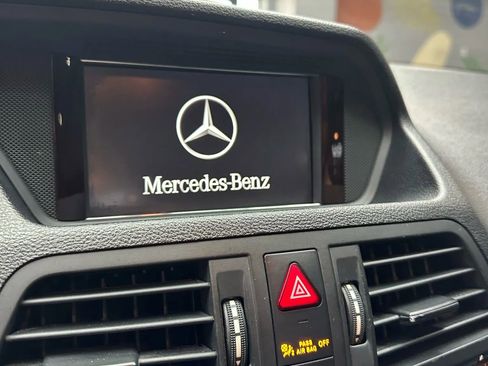 Mercedes-Benz
PASS
AIR BAG OFF